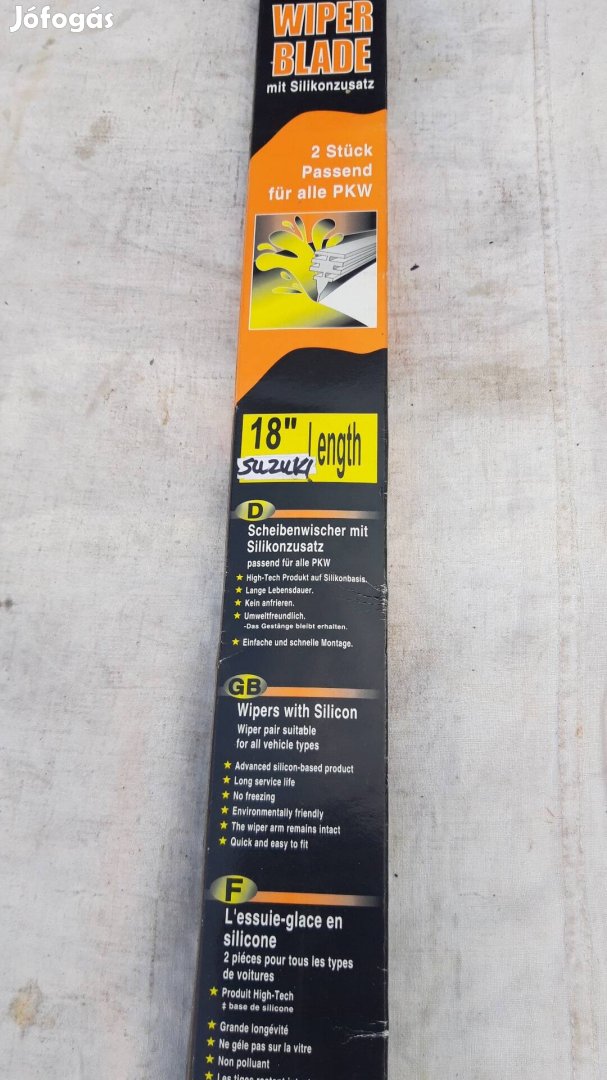 Jófogás
WIPER
BLADE
mit Silikonzusatz
2 Stück
Passend
für alle PKW
18" Length
SUZUKI
D
Scheibenwischer mit
Silikonzusatz
passend für alle PKW
★ High-Tech Produkt auf Silikonbasis.
★ Lange Lebensdauer.
★ Kein anfrieren.
★ Umweltfreundlich.
-Das Gestänge bleibt erhalten.
★ Einfache und schnelle Montage.
GB
Wipers with Silicon
Wiper pair suitable
for all vehicle types
★ Advanced silicon-based product
★ Long service life
★ No freezing
★ Environmentally friendly
★ The wiper arm remains intact
★ Quick and easy to fit
F
L'essuie-glace en
silicone
2 piéces pour tous les types
de voitures
★ Produit High-Tech
‡ base de silicone
★ Grande longévité
★ Ne géle pas sur la vitre
★ Non polluant
★ Les tiges restent